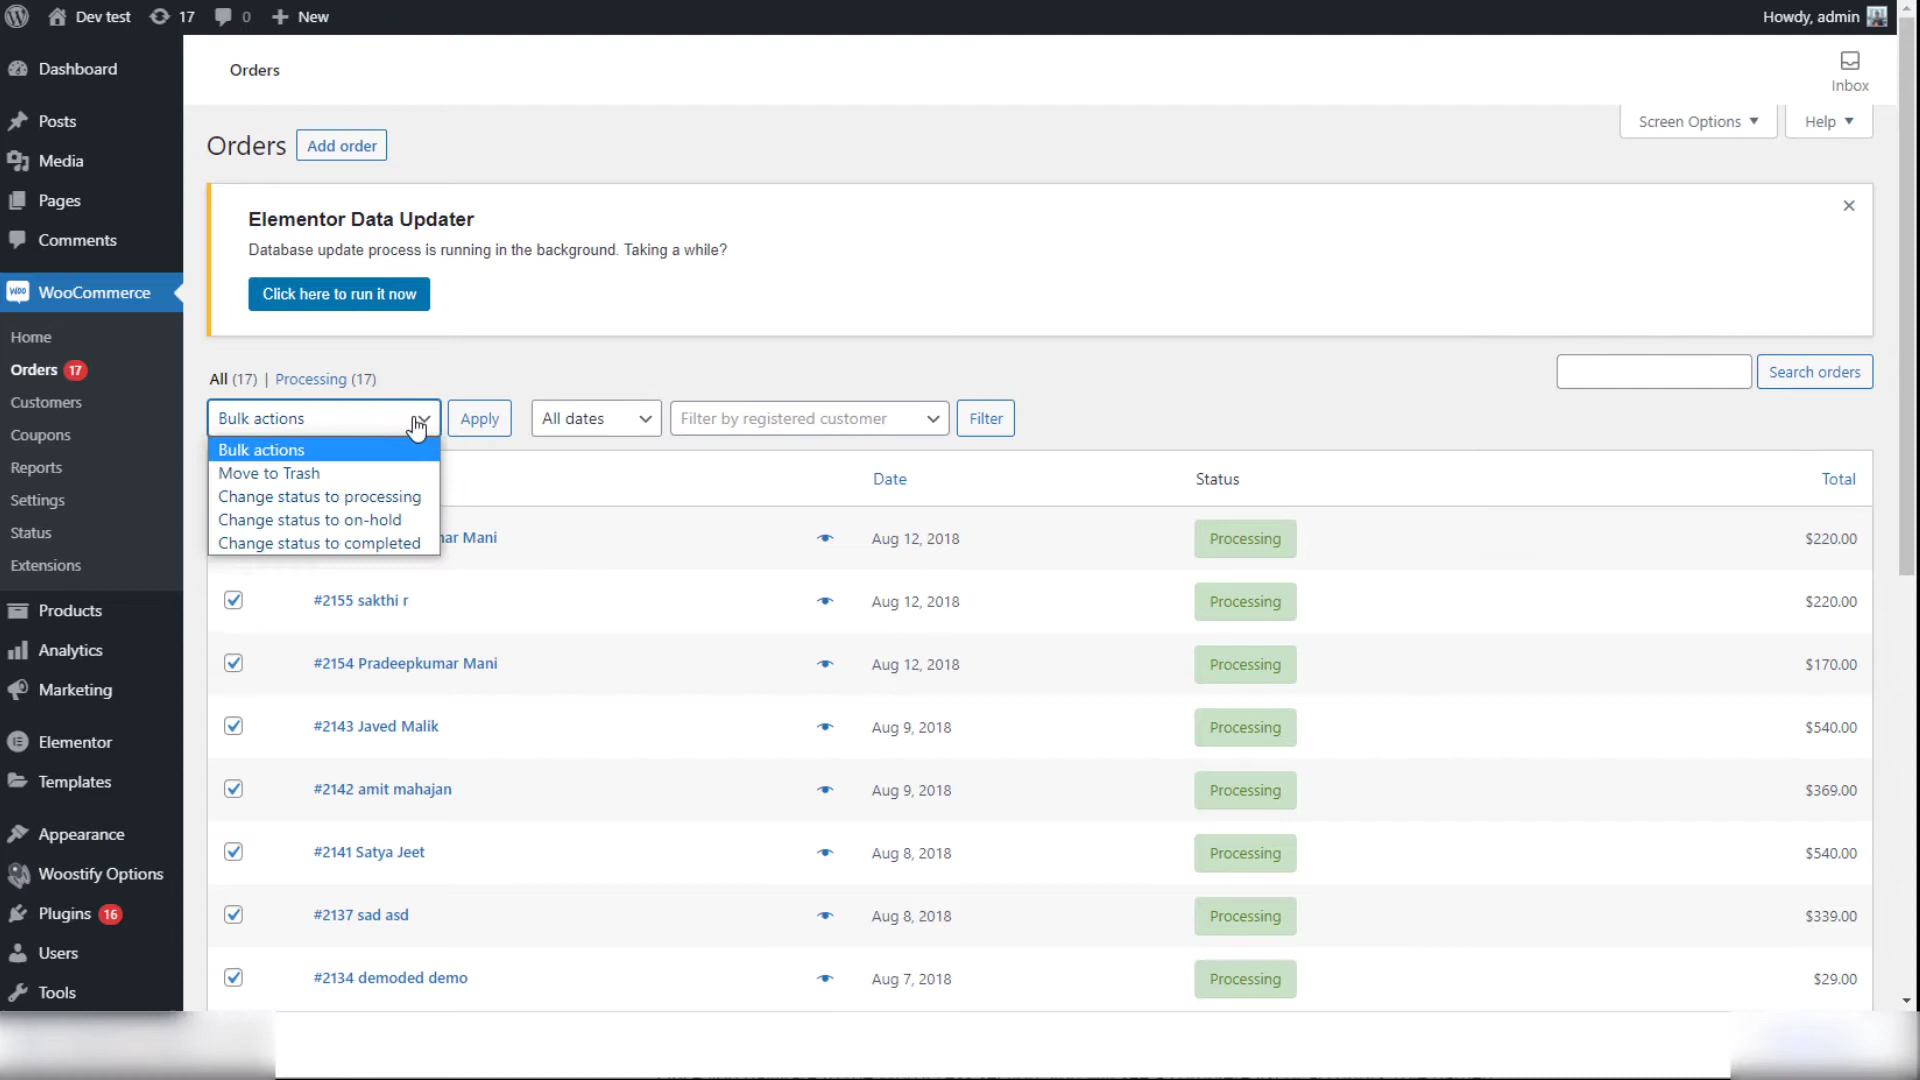 Dev test
17
0
New
Howdy, admin
Dashboard
Posts
Media
Pages
Comments
WOO WooCommerce
Home
Orders 17
Customers
Coupons
Reports
Settings
Status
Extensions
Products
Analytics
Marketing
Elementor
Templates
Appearance
Woostify Options
Plugins 16
Users
Tools
Orders
Inbox
Screen Options
Help
Orders
Add order
Elementor Data Updater
Database update process is running in the background. Taking a while?
Click here to run it now
All (17) | Processing (17)
Search orders
Bulk actions
Apply
All dates
Filter by registered customer
Filter
Bulk actions
Move to Trash
Change status to processing
Change status to on-hold
Change status to completed
Date
Status
Total
ar Mani
Aug 12, 2018
Processing
$220.00
#2155 sakthi r
Aug 12, 2018
Processing
$220.00
#2154 Pradeepkumar Mani
Aug 12, 2018
Processing
$170.00
#2143 Javed Malik
Aug 9, 2018
Processing
$540.00
#2142 amit mahajan
Aug 9, 2018
Processing
$369.00
#2141 Satya Jeet
Aug 8, 2018
Processing
$540.00
#2137 sad asd
Aug 8, 2018
Processing
$339.00
#2134 demoded demo
Aug 7, 2018
Processing
$29.00